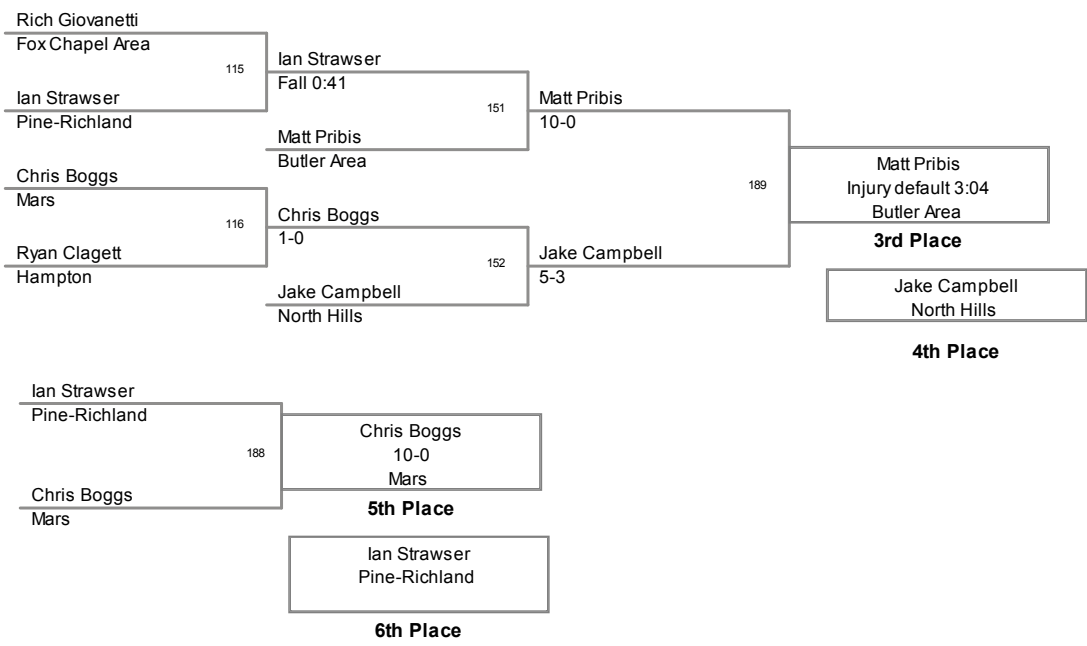 Rich Giovanetti
Fox Chapel Area
115
Ian Strawser
Pine-Richland
Ian Strawser
Fall 0:41
151
Matt Pribis
Butler Area
Chris Boggs
Mars
116
Ryan Clagett
Hampton
Chris Boggs
1-0
152
Jake Campbell
North Hills
Matt Pribis
10-0
189
Jake Campbell
5-3
Matt Pribis
Injury default 3:04
Butler Area
3rd Place
Jake Campbell
North Hills
4th Place
Ian Strawser
Pine-Richland
188
Chris Boggs
Mars
Chris Boggs
10-0
Mars
5th Place
Ian Strawser
Pine-Richland
6th Place